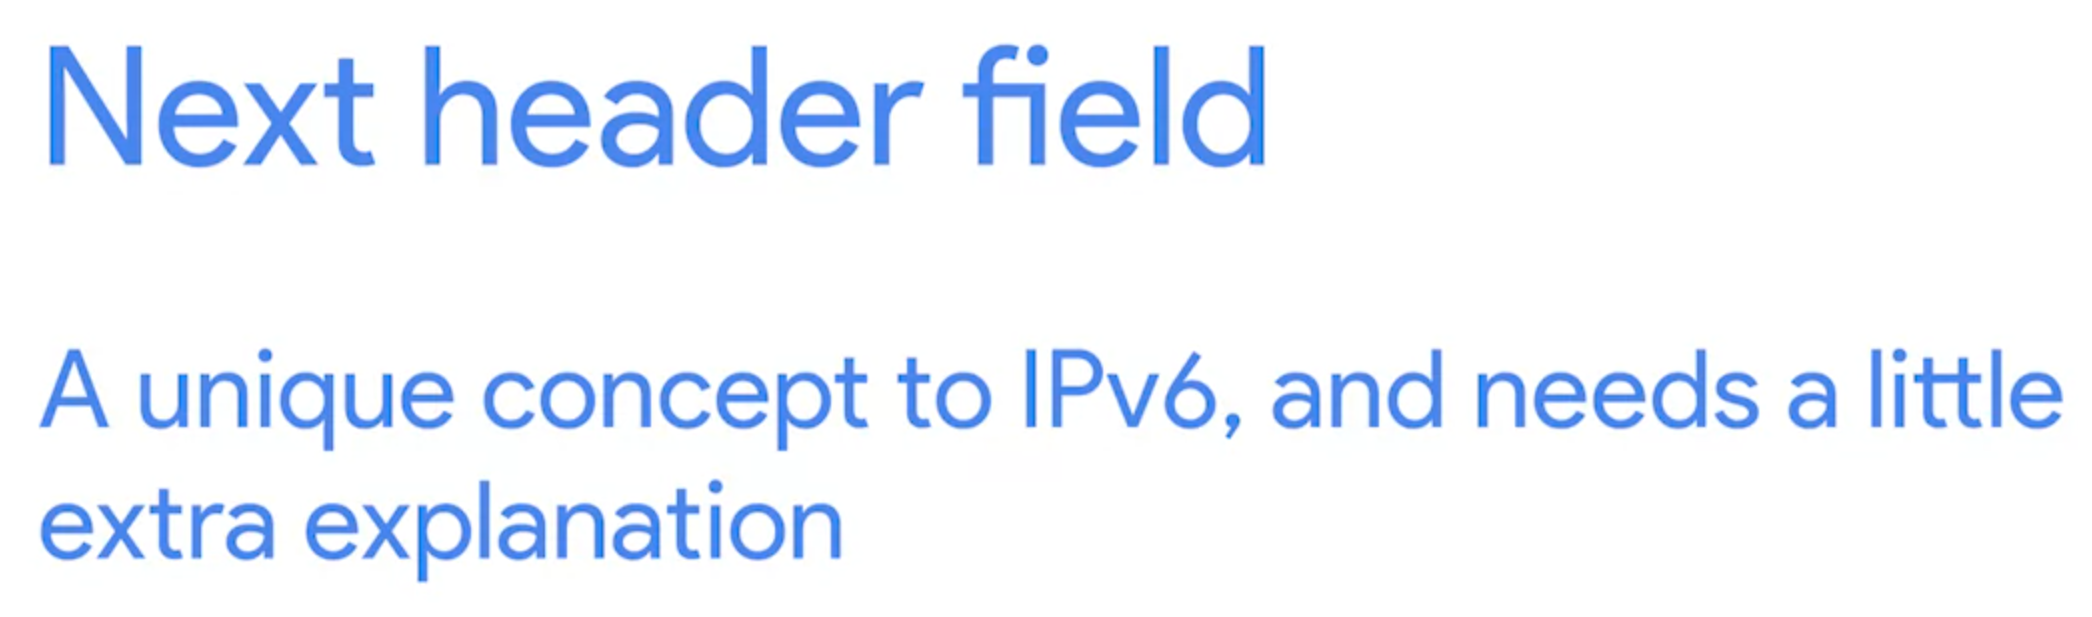 Next header field
A unique concept to IPv6, and needs a little
extra explanation